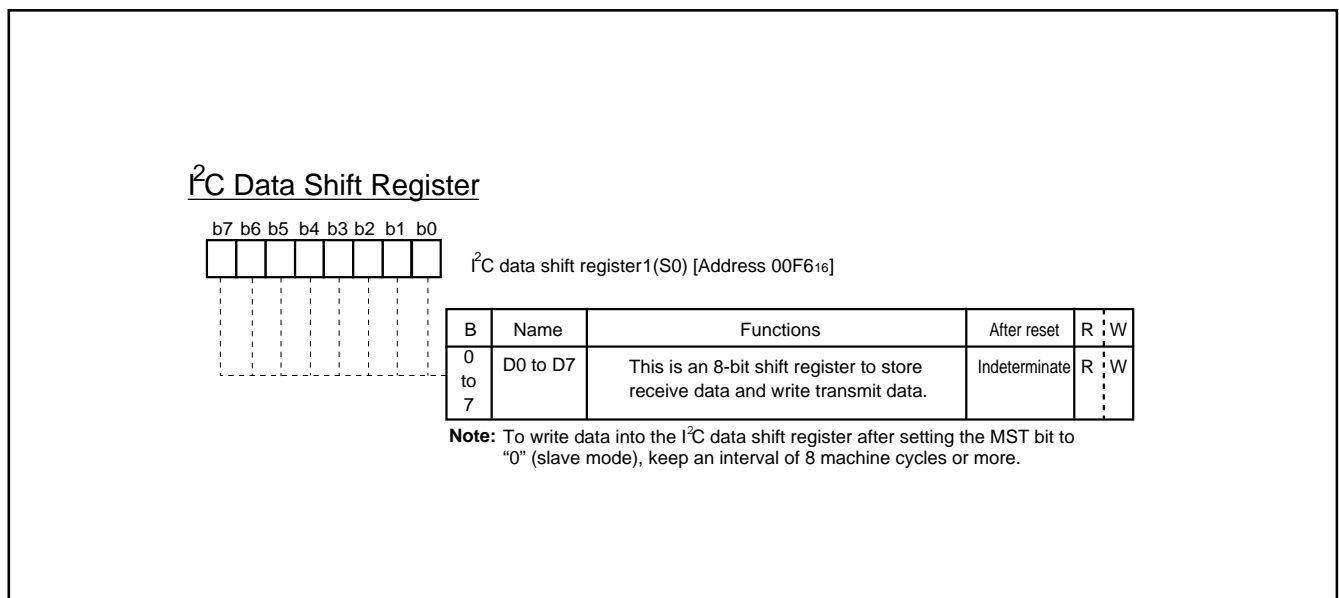 I²C Data Shift Register
b7 b6 b5 b4 b3 b2 b1 b0
I²C data shift register1(S0) [Address 00F6₁₆]
B Name Functions After reset R W
0 to 7 D0 to D7 This is an 8-bit shift register to store Indeterminate R W
receive data and write transmit data.
Note: To write data into the I²C data shift register after setting the MST bit to
“0” (slave mode), keep an interval of 8 machine cycles or more.